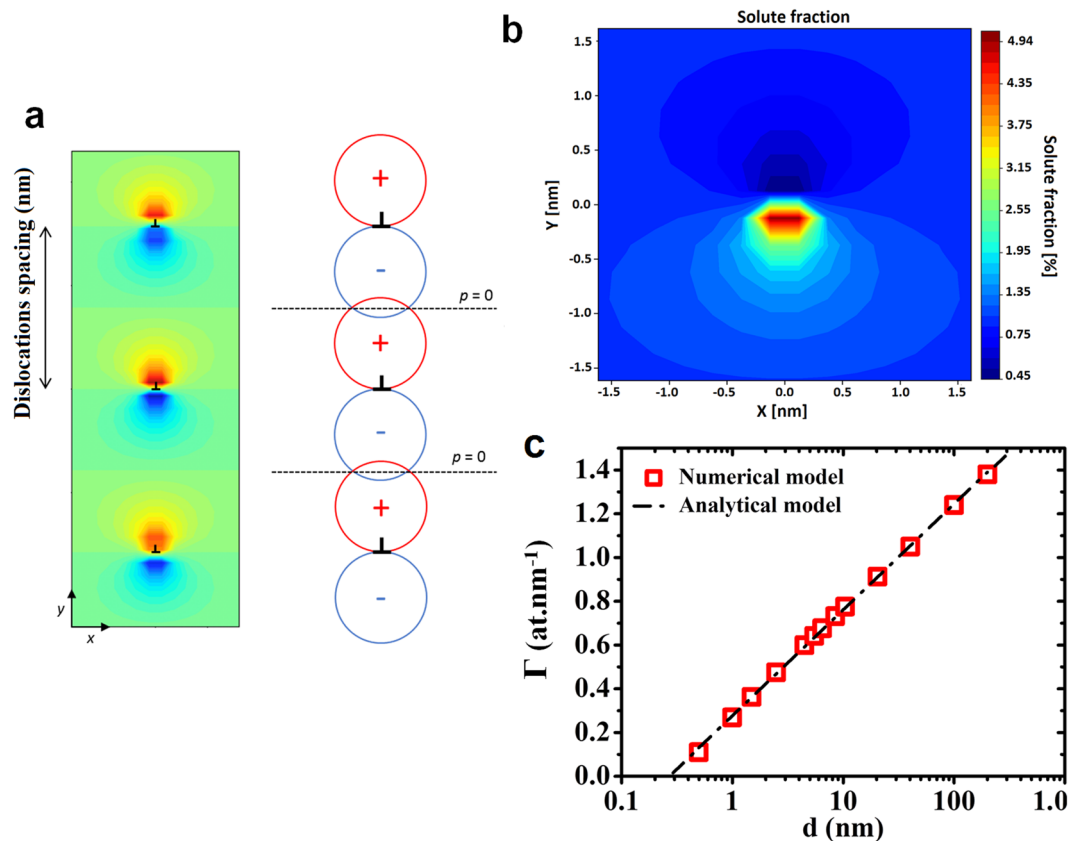 a
Dislocations spacing (nm)
y
x
+
-
p = 0
+
-
p = 0
+
-
b
Solute fraction
1.5
1.0
0.5
0.0
-0.5
-1.0
-1.5
-1.5 -1.0 -0.5 0.0 0.5 1.0 1.5
X [nm]
Y [nm]
4.94
4.35
3.75
3.15
2.55
1.95
1.35
0.75
0.45
Solute fraction [%]
c
Numerical model
Analytical model
1.4
1.2
1.0
0.8
0.6
0.4
0.2
0.0
0.1 1 10 100 1.0
d (nm)
Γ (at.nm⁻¹)